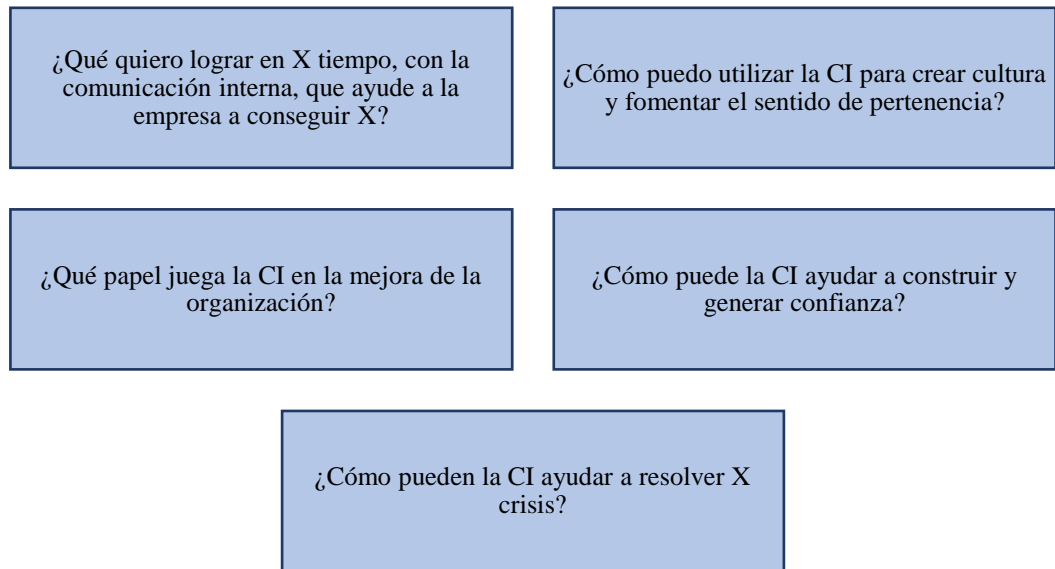 ¿Qué quiero lograr en X tiempo, con la
comunicación interna, que ayude a la
empresa a conseguir X?
¿Cómo puedo utilizar la CI para crear cultura
y fomentar el sentido de pertenencia?
¿Qué papel juega la CI en la mejora de la
organización?
¿Cómo puede la CI ayudar a construir y
generar confianza?
¿Cómo pueden la CI ayudar a resolver X
crisis?